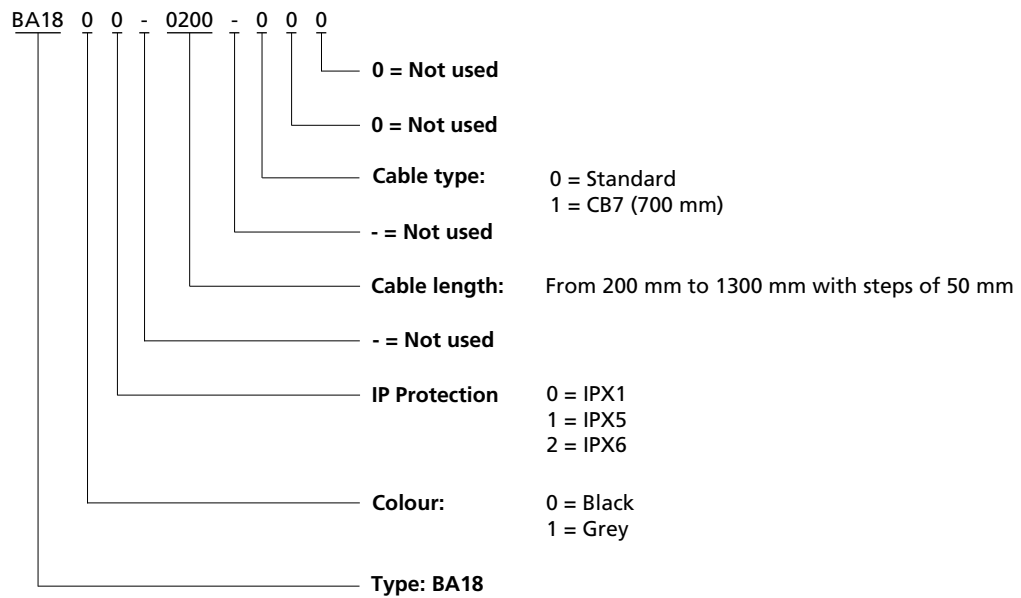 BA18 0 0 - 0200 - 0 0 0
0 = Not used
0 = Not used
Cable type: 0 = Standard
1 = CB7 (700 mm)
- = Not used
Cable length: From 200 mm to 1300 mm with steps of 50 mm
- = Not used
IP Protection 0 = IPX1
1 = IPX5
2 = IPX6
Colour: 0 = Black
1 = Grey
Type: BA18